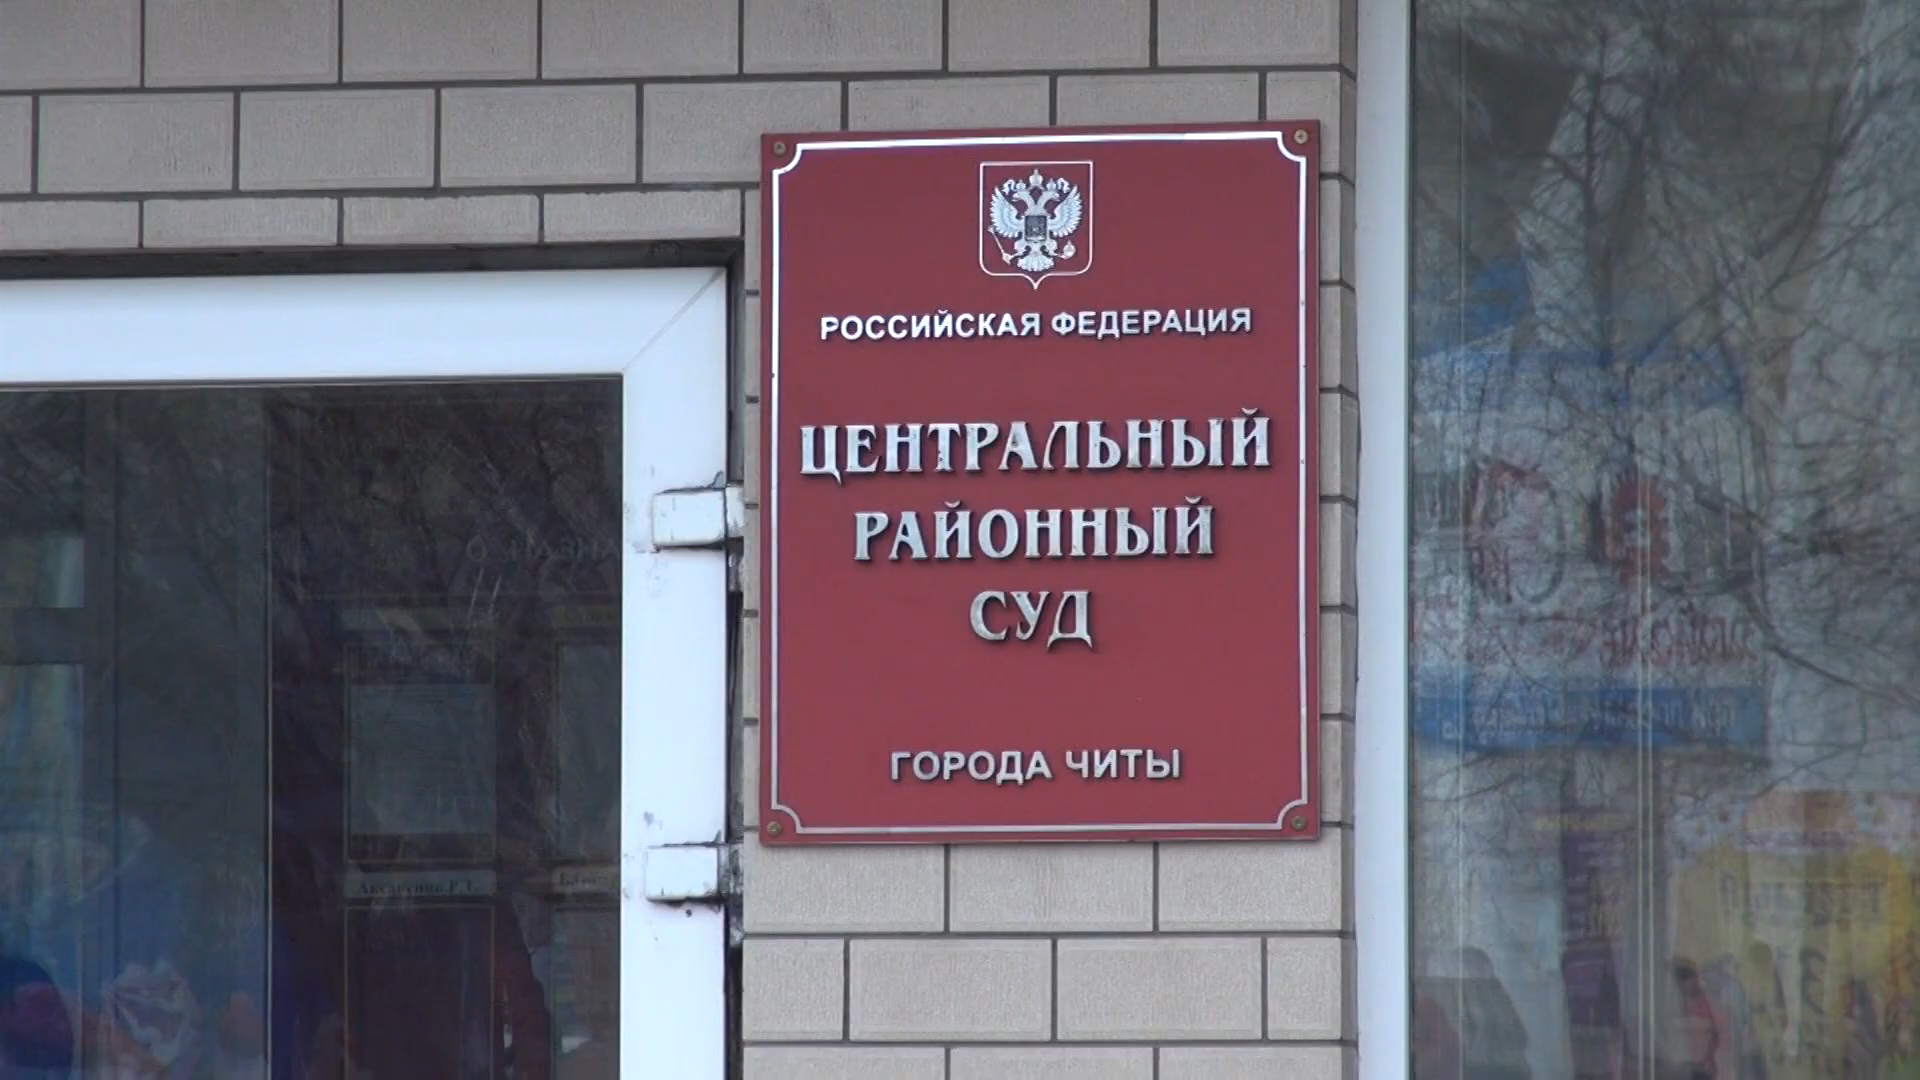 РОССИЙСКАЯ ФЕДЕРАЦИЯ
ЦЕНТРАЛЬНЫЙ
РАЙОННЫЙ
СУД
ГОРОДА ЧИТЫ